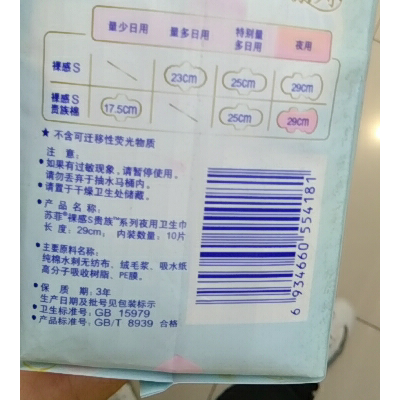 量少日用 量多日用 特别量多日用 夜用
裸感S 23cm 25cm 29cm
裸感S贵族棉 17.5cm 25cm 29cm
★ 不含可迁移性荧光物质
注 意:
●如果有过敏现象,请暂停使用。
请勿丢弃于抽水马桶内。
●请置于干燥卫生处储藏。
●产品名称:
苏菲®裸感S贵族™系列夜用卫生巾
长 度:29cm; 内装数量:10片
●主要原料名称:
纯棉水刺无纺布、绒毛浆、吸水纸
高分子吸收树脂、PE膜。
●保 质 期:3年
生产日期及批号见包装标示
●卫生标准号:GB 15979
●产品标准号:GB/T 8939 合格
6 934660 554181